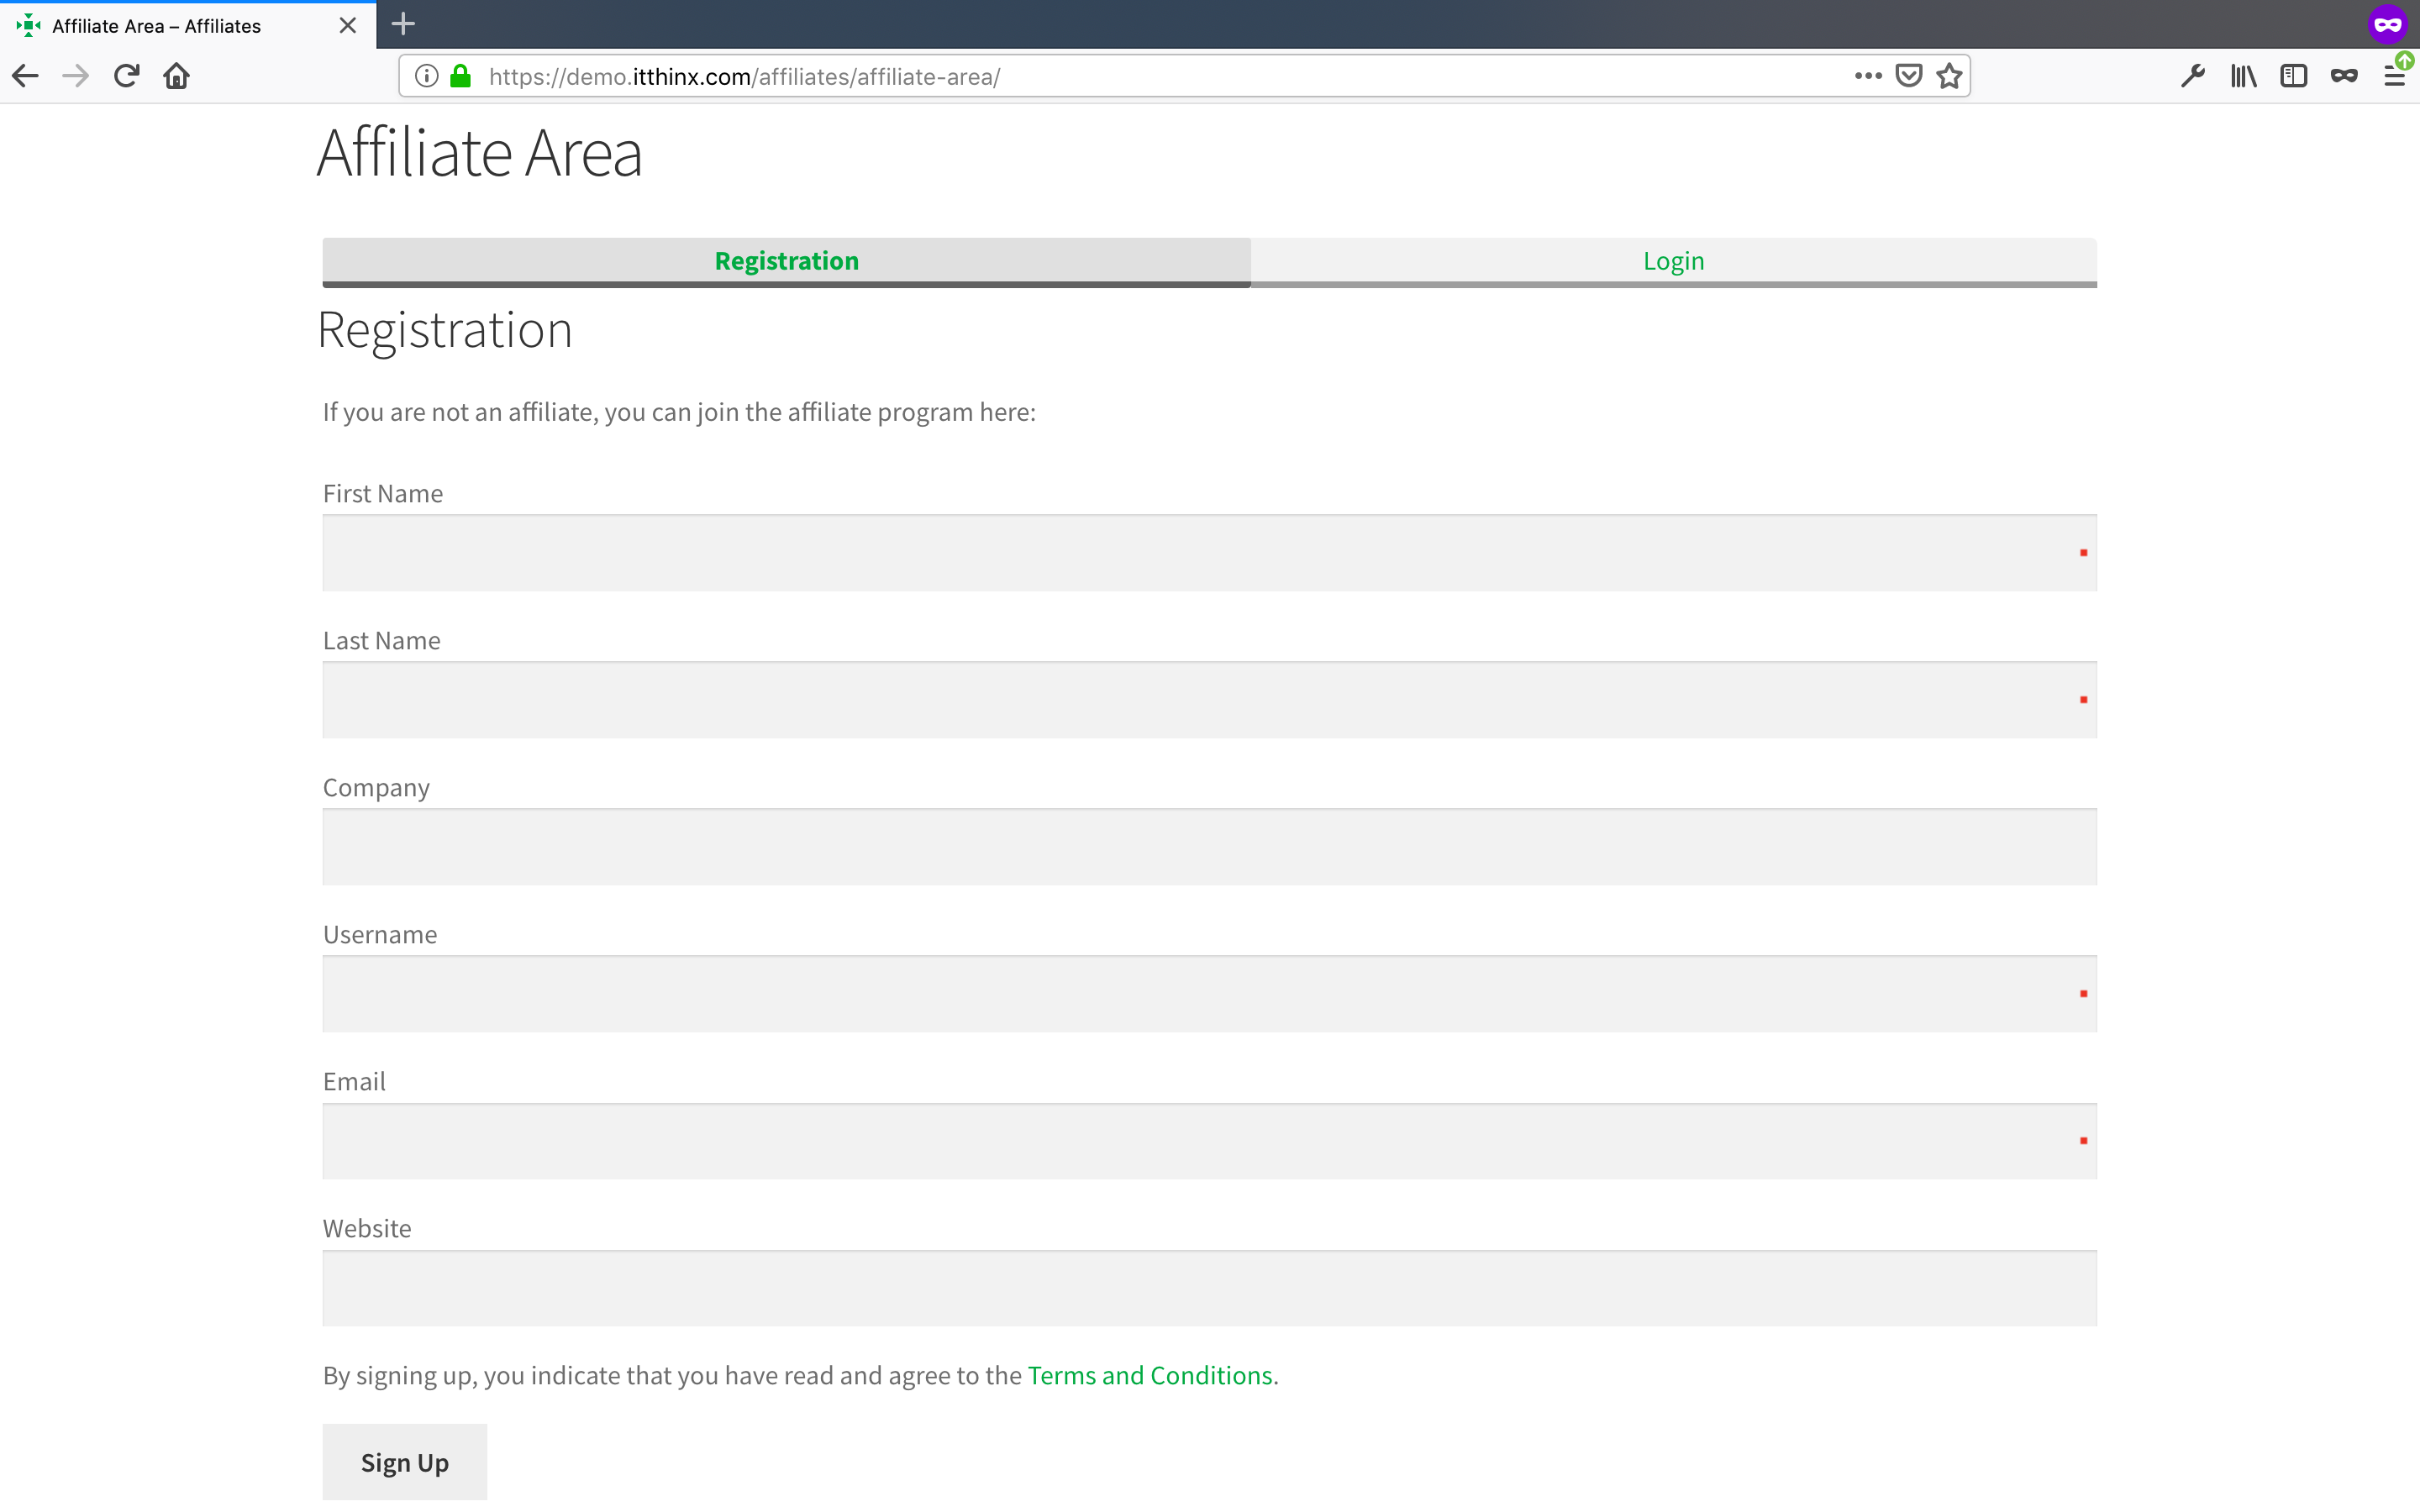 Affiliate Area – Affiliates
https://demo.itthinx.com/affiliates/affiliate-area/
Affiliate Area
Registration
Login
Registration
If you are not an affiliate, you can join the affiliate program here:
First Name
Last Name
Company
Username
Email
Website
By signing up, you indicate that you have read and agree to the Terms and Conditions.
Sign Up